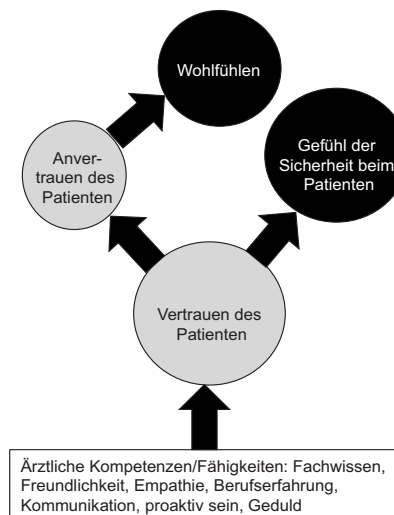 Wohlfühlen
Gefühl der
Sicherheit beim
Patienten
Anver-
trauen des
Patienten
Vertrauen des
Patienten
Ärztliche Kompetenzen/Fähigkeiten: Fachwissen,
Freundlichkeit, Empathie, Berufserfahrung,
Kommunikation, proaktiv sein, Geduld